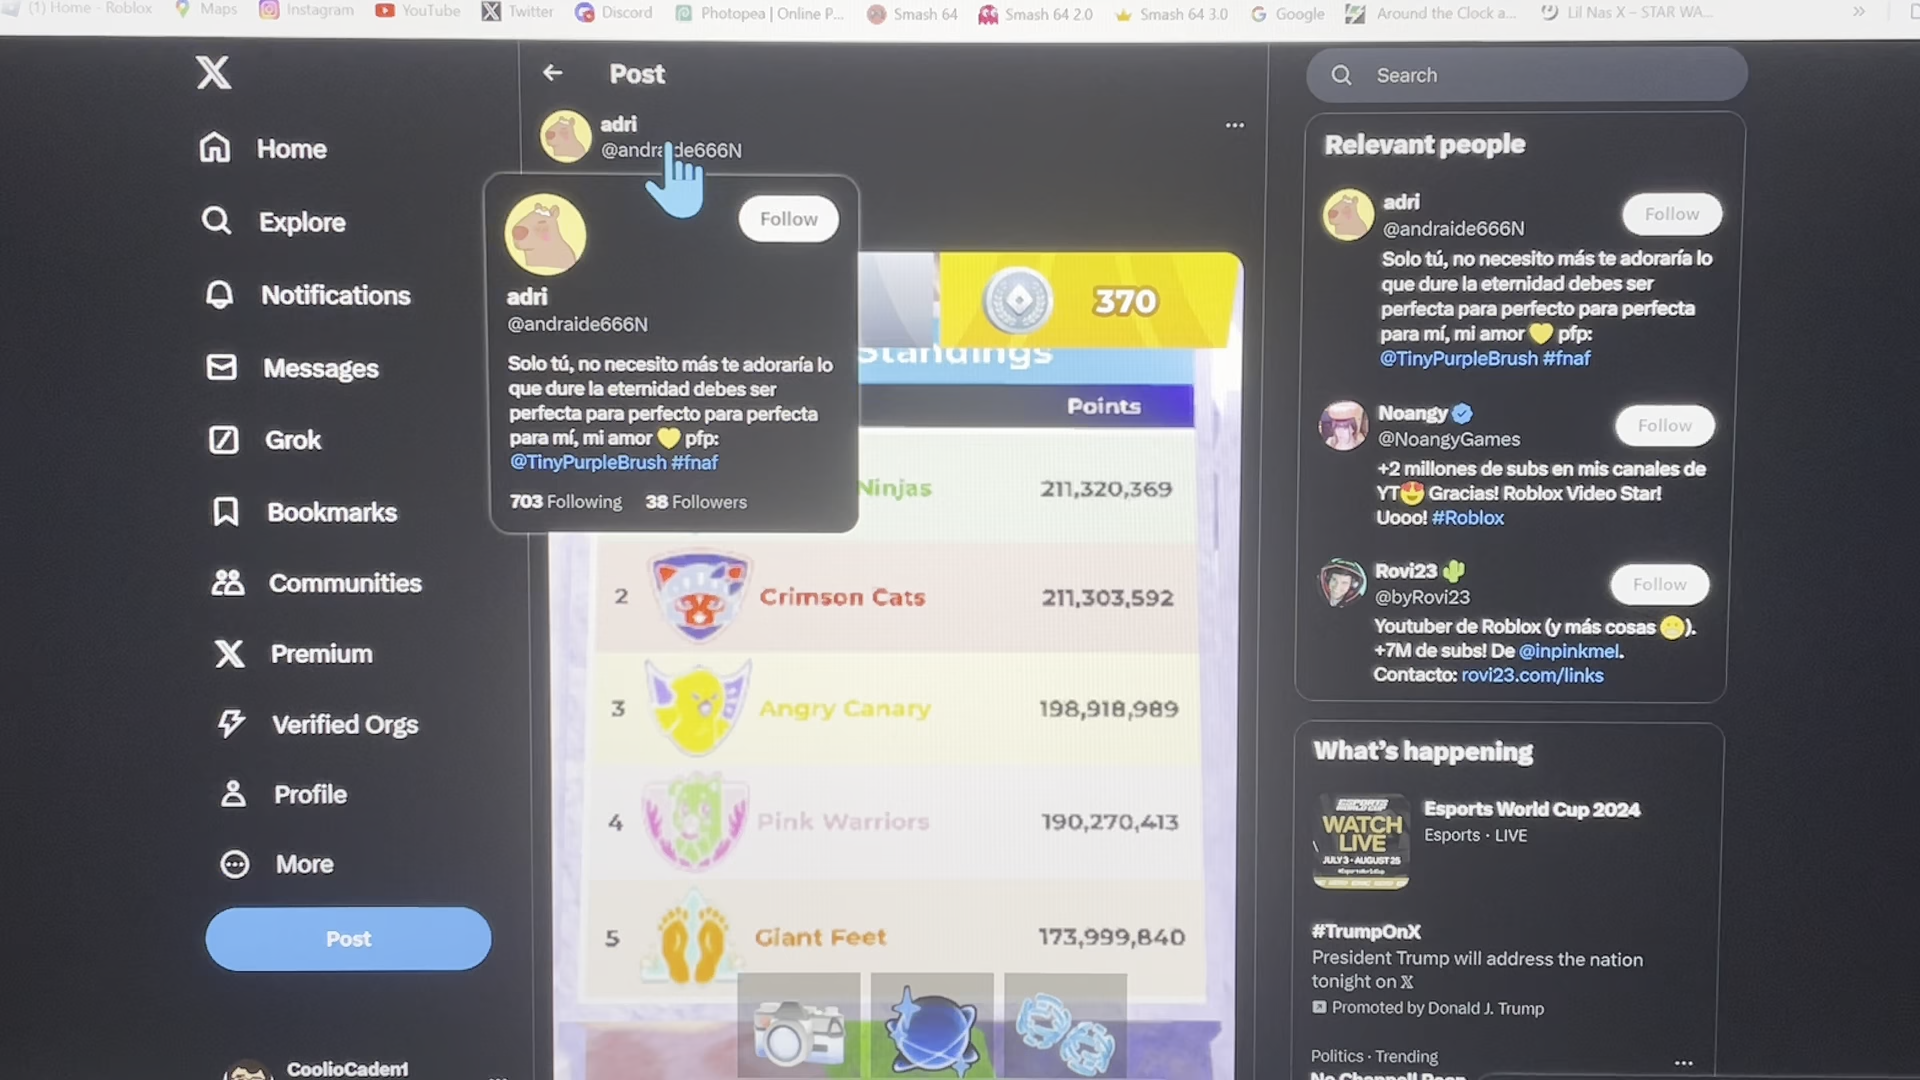 (1) Home - Roblox
Maps
Instagram
YouTube
Twitter
Discord
Photopea | Online P...
Smash 64
Smash 64 2.0
Smash 64 3.0
Google
Around the Clock a...
Lil Nas X – STAR WA...
Home
Explore
Notifications
Messages
Grok
Bookmarks
Communities
Premium
Verified Orgs
Profile
More
Post
CoolioCadem1
Post
adri
@andraide666N
Follow
adri
@andraide666N
Solo tú, no necesito más te adoraría lo
que dure la eternidad debes ser
perfecta para perfecto para perfecta
para mí, mi amor 💛 pfp:
@TinyPurpleBrush #fnaf
703 Following 38 Followers
370
Standings
Points
Ninjas 211,320,369
2 Crimson Cats 211,303,592
3 Angry Canary 198,918,989
4 Pink Warriors 190,270,413
5 Giant Feet 173,999,840
Search
Relevant people
adri
@andraide666N
Follow
Solo tú, no necesito más te adoraría lo
que dure la eternidad debes ser
perfecta para perfecto para perfecta
para mí, mi amor 💛 pfp:
@TinyPurpleBrush #fnaf
Noangy
@NoangyGames
Follow
+2 millones de subs en mis canales de
YT😍 Gracias! Roblox Video Star!
Uooo! #Roblox
Rovi23 🌵
@byRovi23
Follow
Youtuber de Roblox (y más cosas 😬).
+7M de subs! De @inpinkmel.
Contacto: rovi23.com/links
What's happening
ESPORTS
WORLD CUP
WATCH
LIVE
JULY 3 - AUGUST 25
Esports World Cup 2024
Esports · LIVE
#TrumpOnX
President Trump will address the nation
tonight on X
Promoted by Donald J. Trump
Politics · Trending